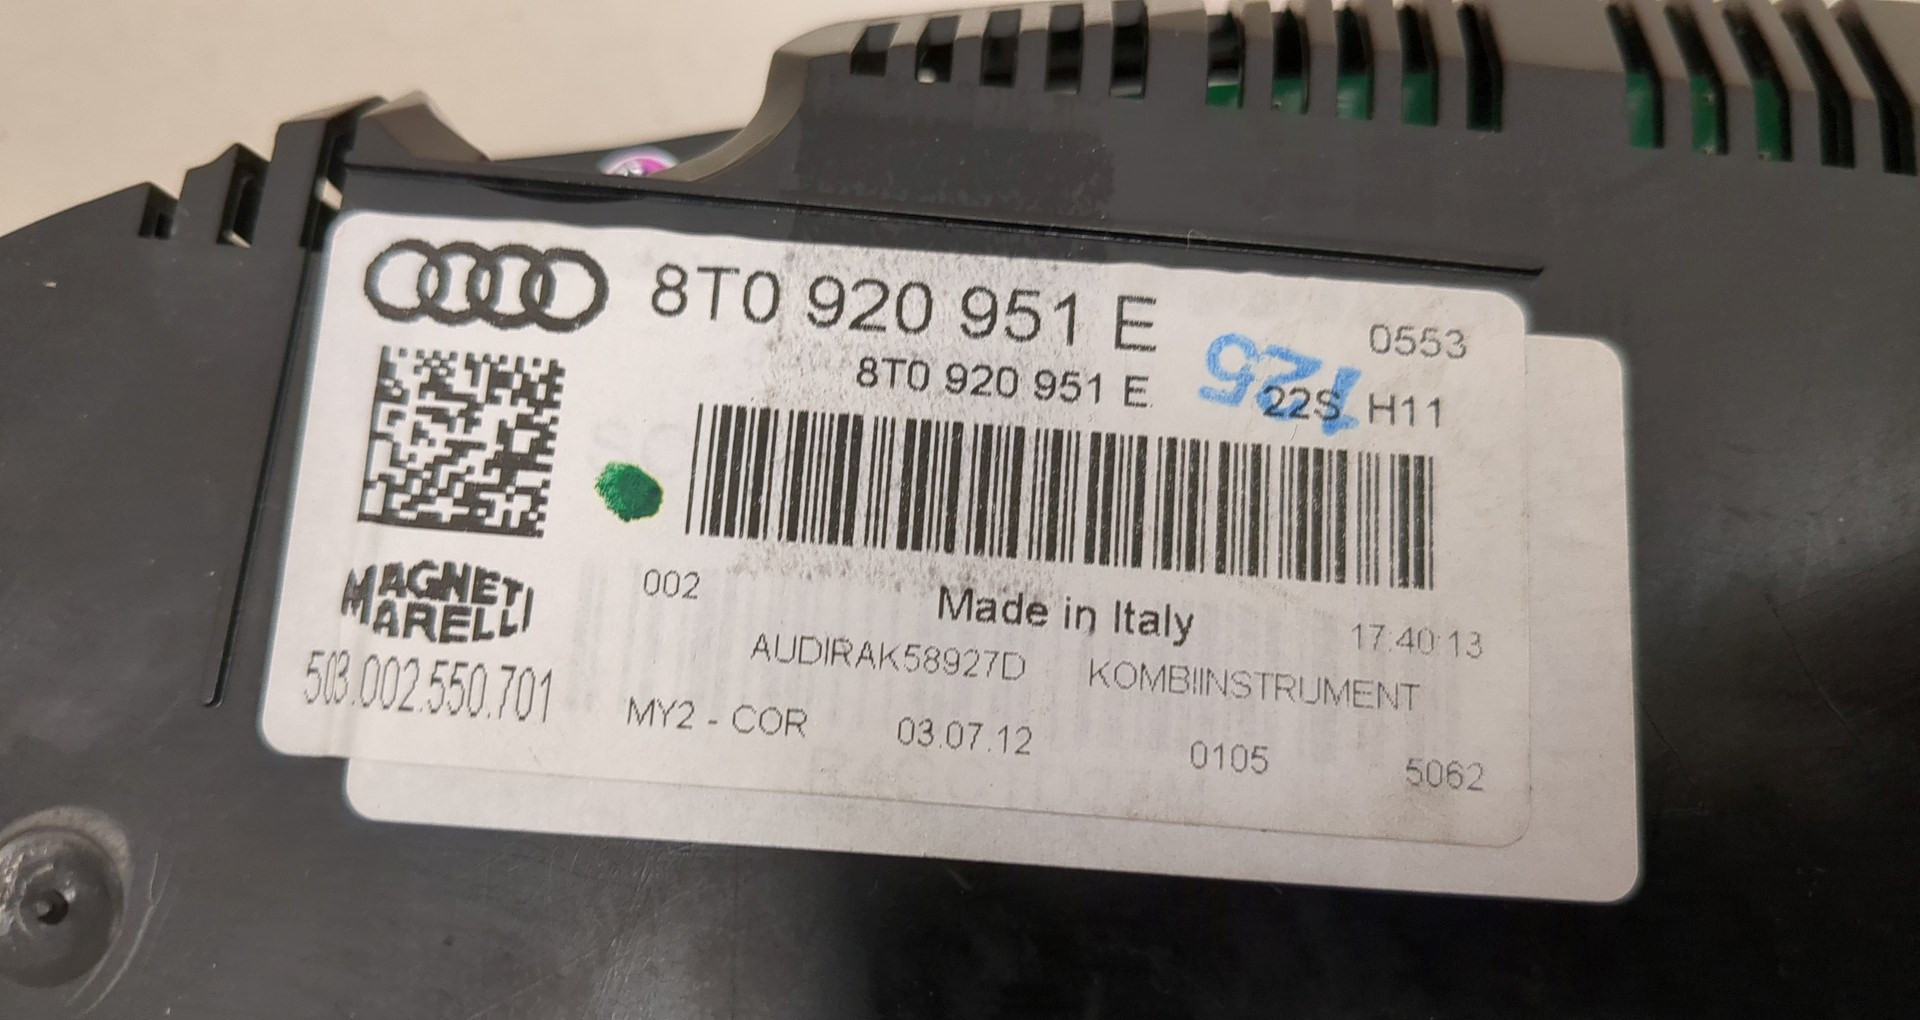 8T0 920 951 E
0553
8T0 920 951 E
125
22S H11
002
Made in Italy
17:40:13
MAGNETI
MARELLI
AUDIRAK58927D KOMBIINSTRUMENT
503.002.550.701
MY2 - COR 03.07.12 0105 5062